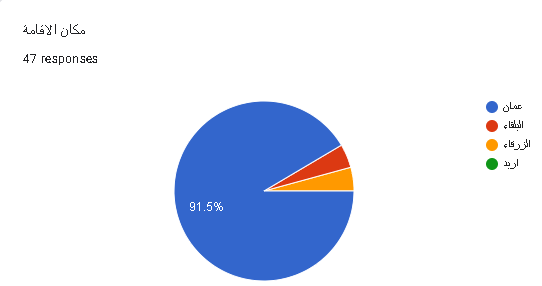 مكان الاقامة
47 responses
عمان
البلقاء
الزرقاء
اربد
91.5%